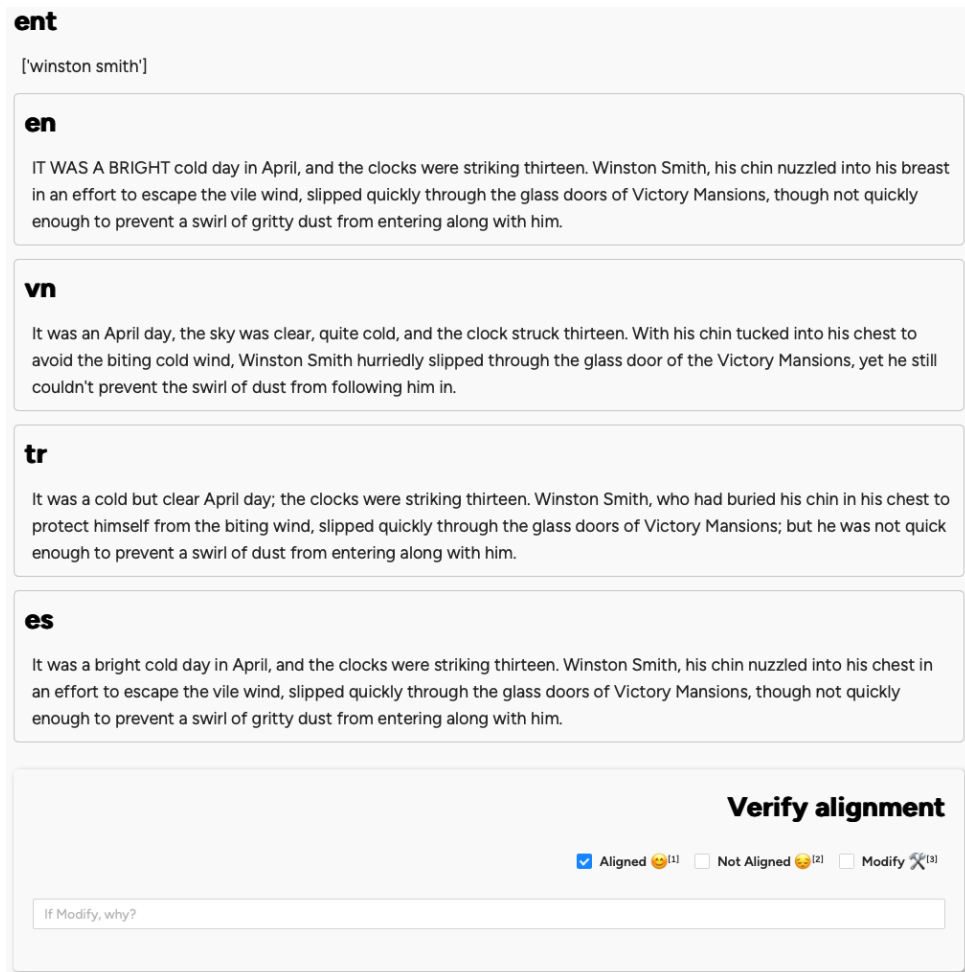 ent
['winston smith']
en
IT WAS A BRIGHT cold day in April, and the clocks were striking thirteen. Winston Smith, his chin nuzzled into his breast
in an effort to escape the vile wind, slipped quickly through the glass doors of Victory Mansions, though not quickly
enough to prevent a swirl of gritty dust from entering along with him.
vn
It was an April day, the sky was clear, quite cold, and the clock struck thirteen. With his chin tucked into his chest to
avoid the biting cold wind, Winston Smith hurriedly slipped through the glass door of the Victory Mansions, yet he still
couldn't prevent the swirl of dust from following him in.
tr
It was a cold but clear April day; the clocks were striking thirteen. Winston Smith, who had buried his chin in his chest to
protect himself from the biting wind, slipped quickly through the glass doors of Victory Mansions; but he was not quick
enough to prevent a swirl of dust from entering along with him.
es
It was a bright cold day in April, and the clocks were striking thirteen. Winston Smith, his chin nuzzled into his chest in
an effort to escape the vile wind, slipped quickly through the glass doors of Victory Mansions, though not quickly
enough to prevent a swirl of gritty dust from entering along with him.
Verify alignment
Aligned 😊[1] Not Aligned 😔[2] Modify 🛠[3]
If Modify, why?